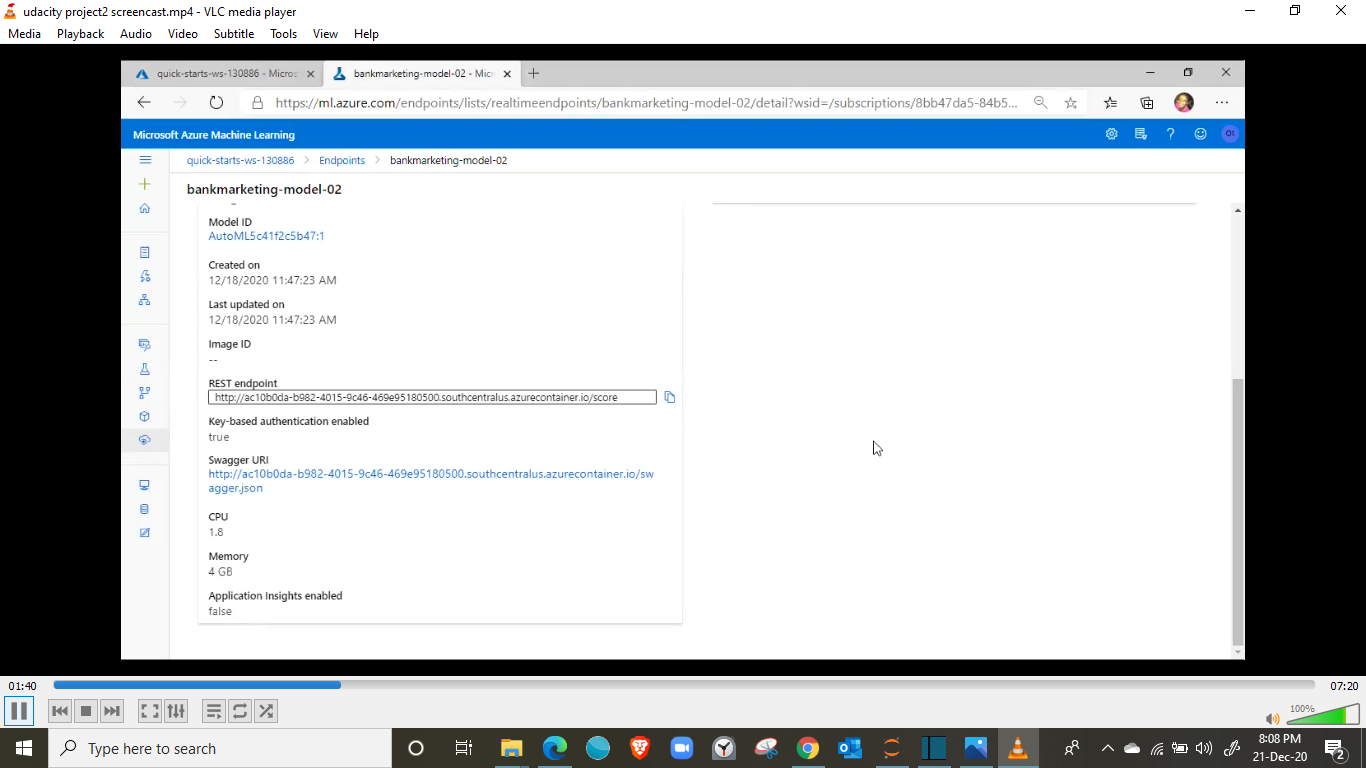 udacity project2 screencast.mp4 - VLC media player
Media Playback Audio Video Subtitle Tools View Help
quick-starts-ws-130886 - Micros
bankmarketing-model-02 - Mic
https://ml.azure.com/endpoints/lists/realtimeendpoints/bankmarketing-model-02/detail?wsid=/subscriptions/8bb47da5-84b5...
Microsoft Azure Machine Learning
01
quick-starts-ws-130886 > Endpoints > bankmarketing-model-02
bankmarketing-model-02
Model ID
AutoML5c41f2c5b47:1
Created on
12/18/2020 11:47:23 AM
Last updated on
12/18/2020 11:47:23 AM
Image ID
--
REST endpoint
http://ac10b0da-b982-4015-9c46-469e95180500.southcentralus.azurecontainer.io/score
Key-based authentication enabled
true
Swagger URI
http://ac10b0da-b982-4015-9c46-469e95180500.southcentralus.azurecontainer.io/sw
agger.json
CPU
1.8
Memory
4 GB
Application Insights enabled
false
01:40
07:20
100%
Type here to search
8:08 PM
21-Dec-20
2